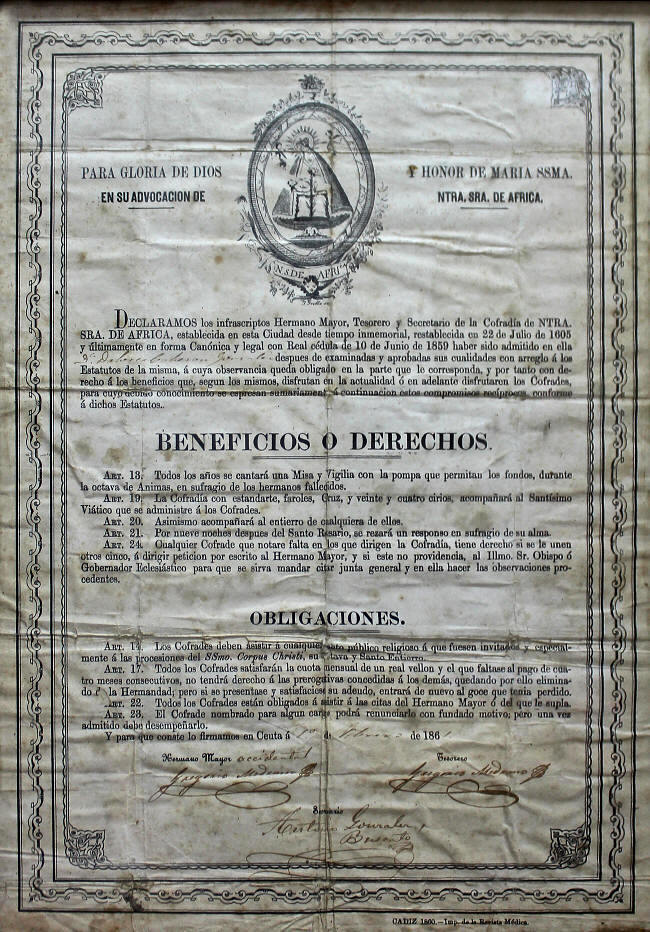 PARA GLORIA DE DIOS
EN SU ADVOCACION DE
Y HONOR DE MARIA SSMA.
NTRA. SRA. DE AFRICA.
N. S. DE AFRI
DECLARAMOS los infrascriptos Hermano Mayor, Tesorero y Secretario de la Cofradía de NTRA.
SRA. DE AFRICA, establecida en esta Ciudad desde tiempo inmemorial, restablecida en 22 de Julio de 1605
y últimamente en forma Canónica y legal con Real cédula de 10 de Junio de 1859 haber sido admitido en ella
despues de examinadas y aprobadas sus cualidades con arreglo á los
Estatutos de la misma, á cuya observancia queda obligado en la parte que le corresponda, y por tanto con de-
recho á los beneficios que, segun los mismos, disfrutan en la actualidad ó en adelante disfrutaren los Cofrades,
para cuyo debido conocimiento se espresan sumariamente á continuacion estos compromisos recíprocos, conforme
á dichos Estatutos.
BENEFICIOS O DERECHOS.
ART. 13. Todos los años se cantará una Misa y Vigilia con la pompa que permitan los fondos, durante
la octava de Animas, en sufragio de los hermanos fallecidos.
ART. 19. La Cofradía con estandarte, faroles, Cruz, y veinte y cuatro cirios, acompañará al Santísimo
Viático que se administre á los Cofrades.
ART. 20. Asimismo acompañará al entierro de cualquiera de ellos.
ART. 21. Por nueve noches despues del Santo Rosario, se rezará un responso en sufragio de su alma.
ART. 24. Cualquier Cofrade que notare falta en los que dirigen la Cofradía, tiene derecho si se le unen
otros cinco, á dirigir peticion por escrito al Hermano Mayor, y si este no providencia, al Illmo. Sr. Obispo ó
Gobernador Eclesiástico para que se sirva mandar citar junta general y en ella hacer las observaciones pro-
cedentes.
OBLIGACIONES.
ART. 14. Los Cofrades deben asistir á cualquier acto público religioso á que fuesen invitados y especial-
mente á las procesiones del SSmo. Corpus Christi, su octava y Santo Entierro.
ART. 17. Todos los Cofrades satisfarán la cuota mensual de un real vellon y el que faltase al pago de cua-
tro meses consecutivos, no tendrá derecho á las prerogativas concedidas á los demás, quedando por ello elimina-
do la Hermandad; pero si se presentase y satisfaciese su adeudo, entrará de nuevo al goce que tenia perdido.
ART. 22. Todos los Cofrades están obligados á asistir á las citas del Hermano Mayor ó del que le supla.
ART. 23. El Cofrade nombrado para algun cargo podrá renunciarlo con fundado motivo; pero una vez
admitido debe desempeñarlo.
Y para que conste lo firmamos en Ceuta á de de 186
Hermano Mayor accidental
Tesorero
Gregorio Medrano
Gregorio Medrano
CADIZ 1860.—Imp. de la Revista Médica.